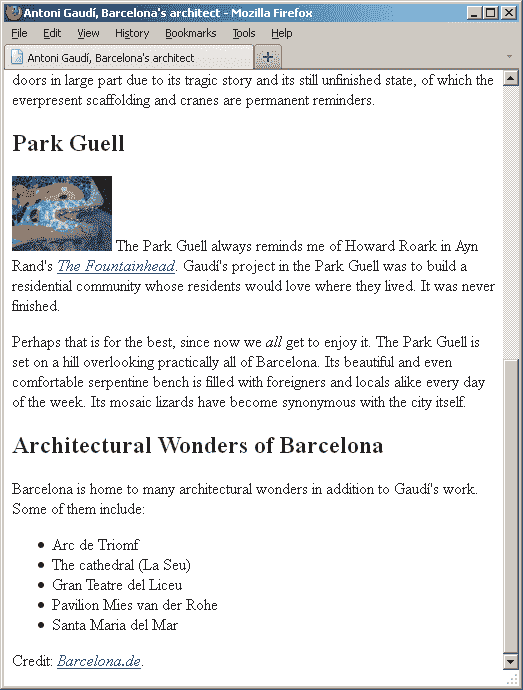 Antoni Gaudí, Barcelona's architect - Mozilla Firefox
File Edit View History Bookmarks Tools Help
Antoni Gaudí, Barcelona's architect
doors in large part due to its tragic story and its still unfinished state, of which the
everpresent scaffolding and cranes are permanent reminders.
Park Guell
The Park Guell always reminds me of Howard Roark in Ayn
Rand's The Fountainhead. Gaudí's project in the Park Guell was to build a
residential community whose residents would love where they lived. It was never
finished.
Perhaps that is for the best, since now we all get to enjoy it. The Park Guell is
set on a hill overlooking practically all of Barcelona. Its beautiful and even
comfortable serpentine bench is filled with foreigners and locals alike every day
of the week. Its mosaic lizards have become synonymous with the city itself.
Architectural Wonders of Barcelona
Barcelona is home to many architectural wonders in addition to Gaudí's work.
Some of them include:
• Arc de Triomf
• The cathedral (La Seu)
• Gran Teatre del Liceu
• Pavilion Mies van der Rohe
• Santa Maria del Mar
Credit: Barcelona.de.